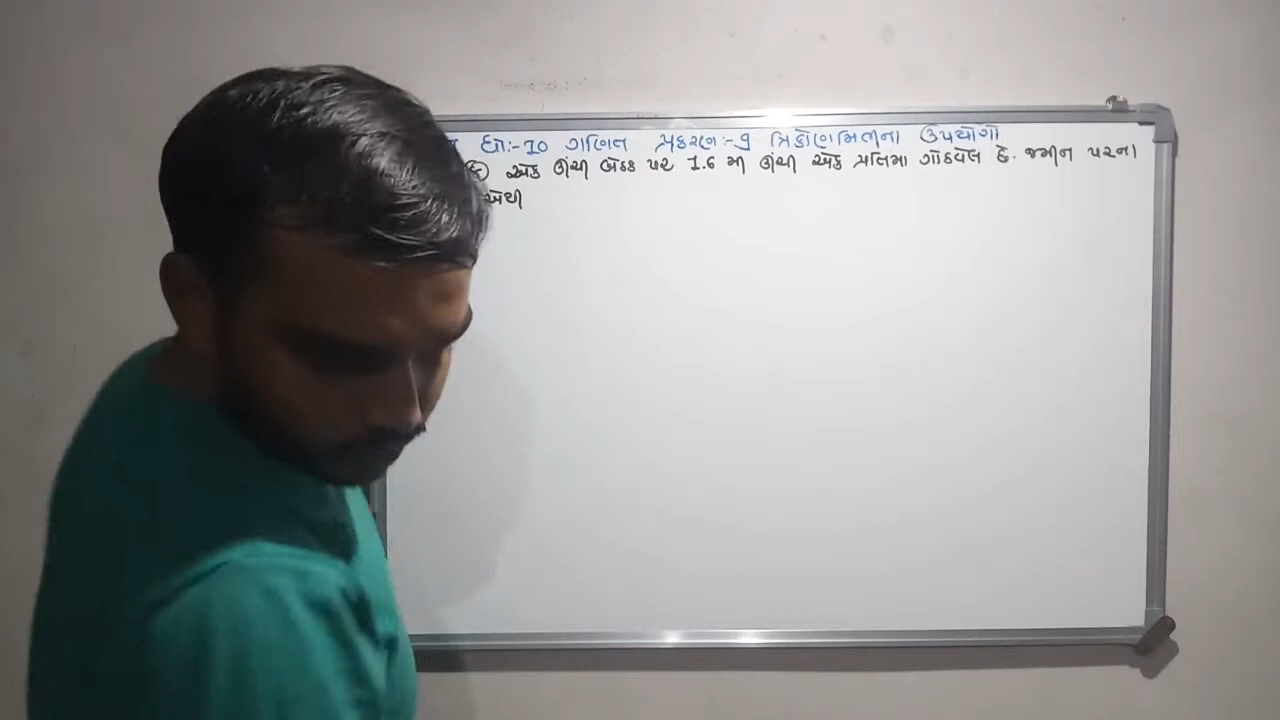 ધો:-10 ગણિત પ્રકરણ:-9 ત્રિકોણમિતિના ઉપયોગો
એક ઊંચી બેઠક પર 1.6 મી ઊંચી એક પ્રતિમા ગોઠવેલ છે. જમીન પરના